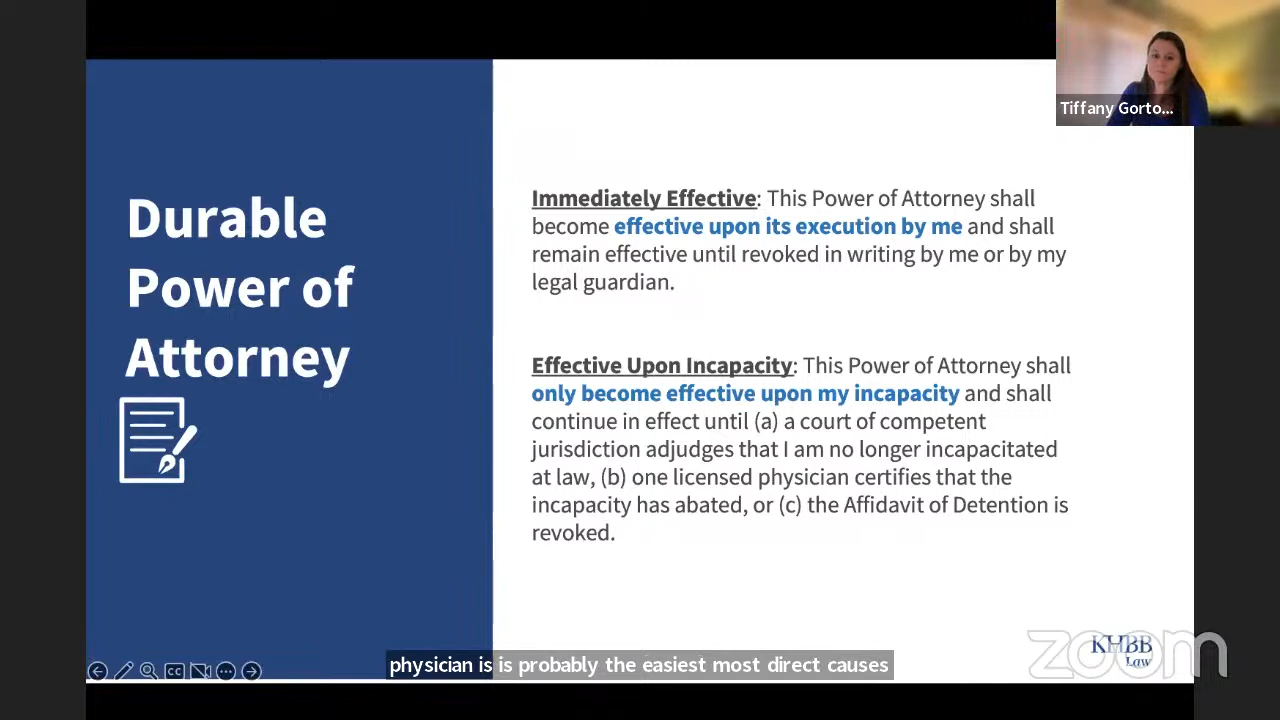 Tiffany Gorto...
Durable
Power of
Attorney
Immediately Effective: This Power of Attorney shall
become effective upon its execution by me and shall
remain effective until revoked in writing by me or by my
legal guardian.
Effective Upon Incapacity: This Power of Attorney shall
only become effective upon my incapacity and shall
continue in effect until (a) a court of competent
jurisdiction adjudges that I am no longer incapacitated
at law, (b) one licensed physician certifies that the
incapacity has abated, or (c) the Affidavit of Detention is
revoked.
CC
physician is is probably the easiest most direct causes
KHBB
Law
zoom